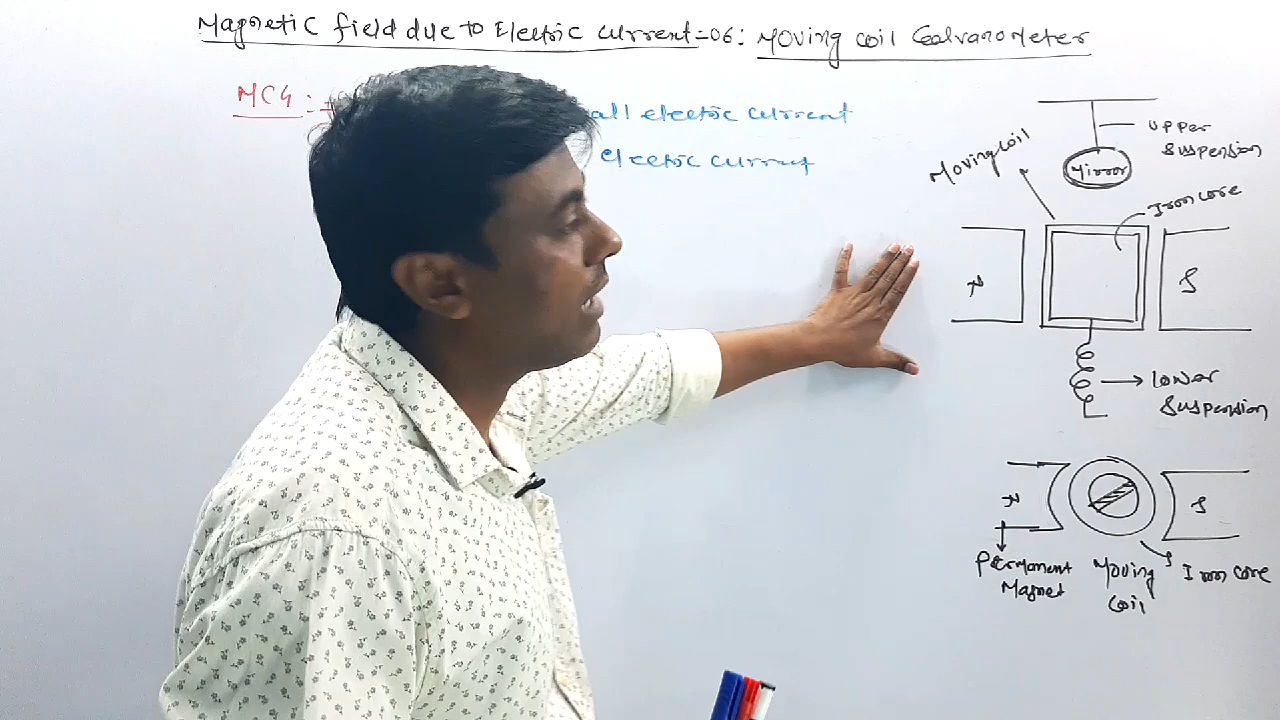 Magnetic field due to Electric current-06: Moving coil Galvanometer
MCG:
all electric current
electric current
upper
suspension
Mirror
Moving coil
Iron core
N
S
lower
suspension
N
S
Permanent
Magnet
Moving
coil
Iron core